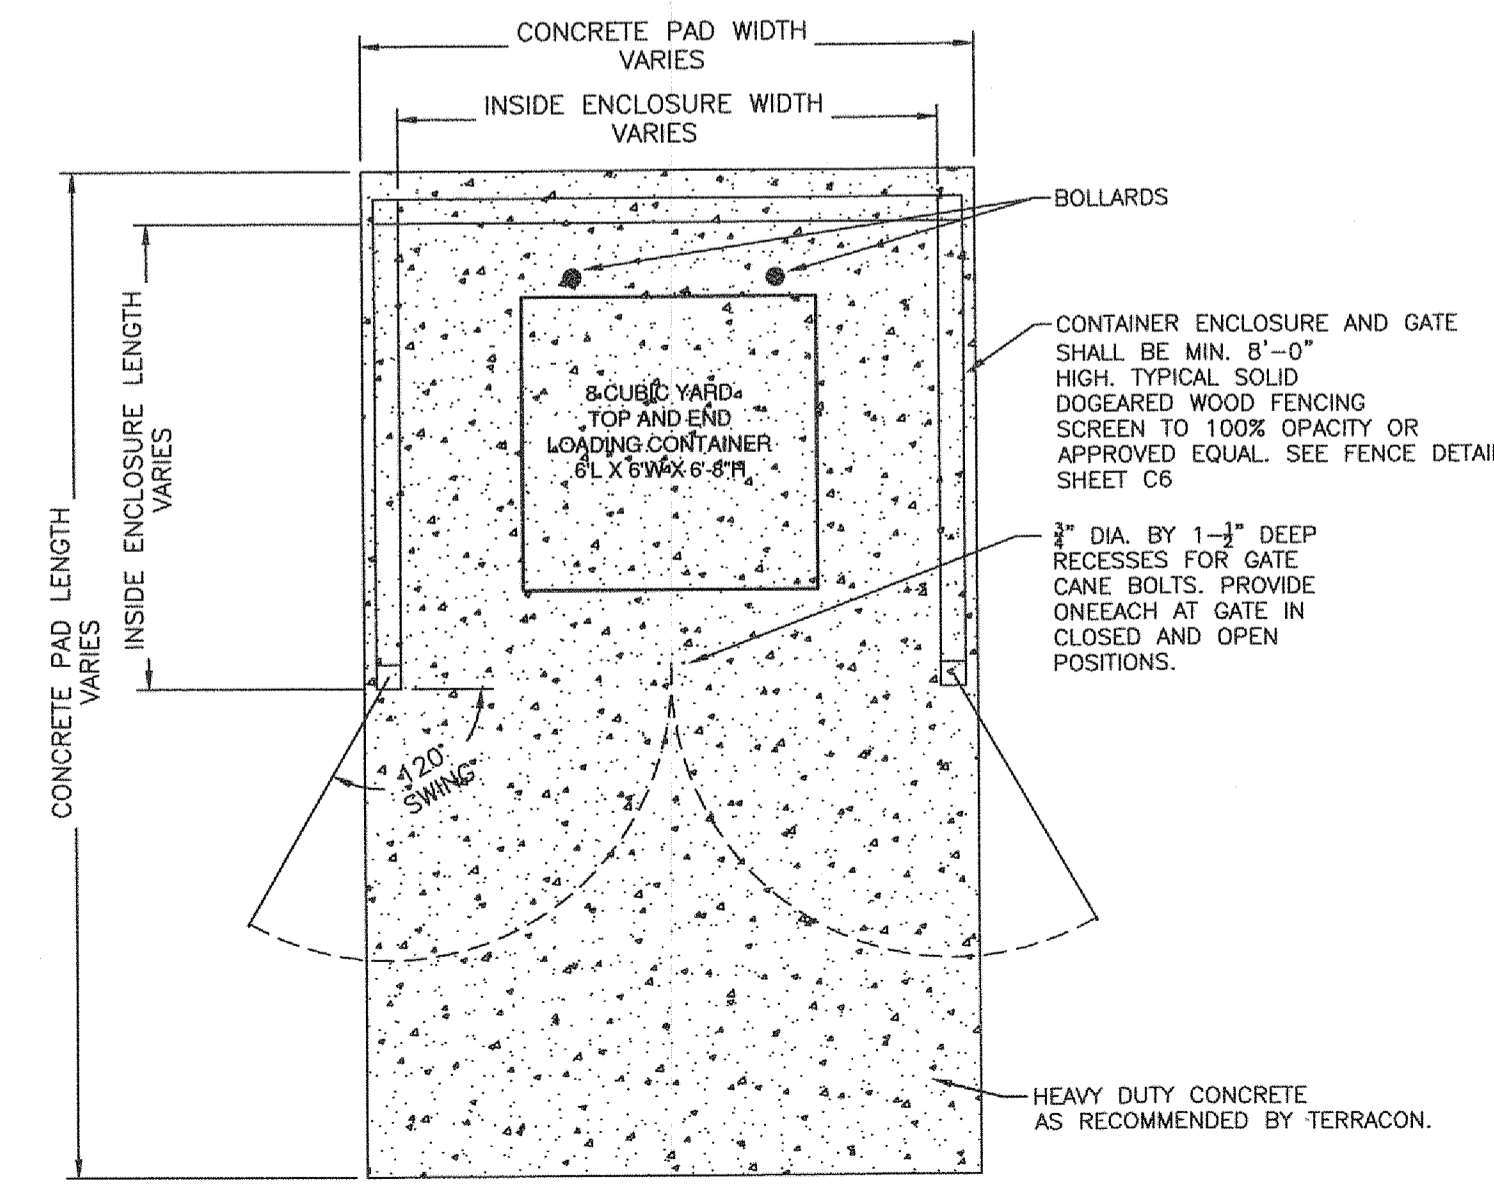 CONCRETE PAD WIDTH
VARIES
INSIDE ENCLOSURE WIDTH
VARIES
BOLLARDS
CONCRETE PAD LENGTH
VARIES
INSIDE ENCLOSURE LENGTH
VARIES
8 CUBIC YARD
TOP AND END
LOADING CONTAINER
6'L X 6'W X 6'-8"H
CONTAINER ENCLOSURE AND GATE
SHALL BE MIN. 8'-0"
HIGH. TYPICAL SOLID
DOGEARED WOOD FENCING
SCREEN TO 100% OPACITY OR
APPROVED EQUAL. SEE FENCE DETAI
SHEET C6
3/4" DIA. BY 1-1/2" DEEP
RECESSES FOR GATE
CANE BOLTS. PROVIDE
ONEEACH AT GATE IN
CLOSED AND OPEN
POSITIONS.
120°
SWING
HEAVY DUTY CONCRETE
AS RECOMMENDED BY TERRACON.